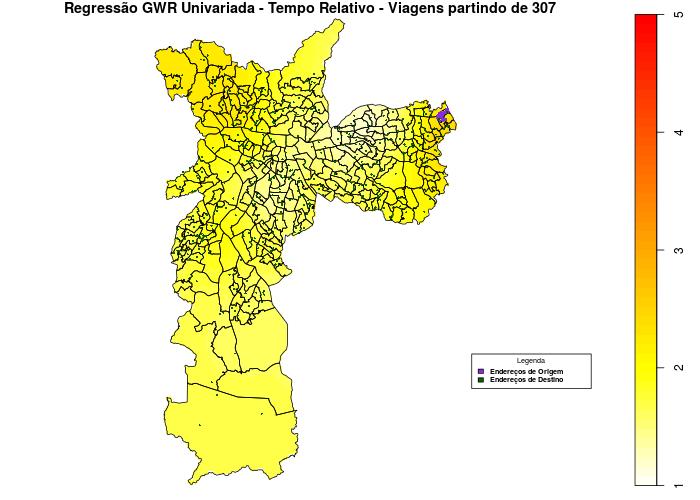 Regressão GWR Univariada - Tempo Relativo - Viagens partindo de 307
5
4
3
2
1
Legenda
Endereços de Origem
Endereços de Destino